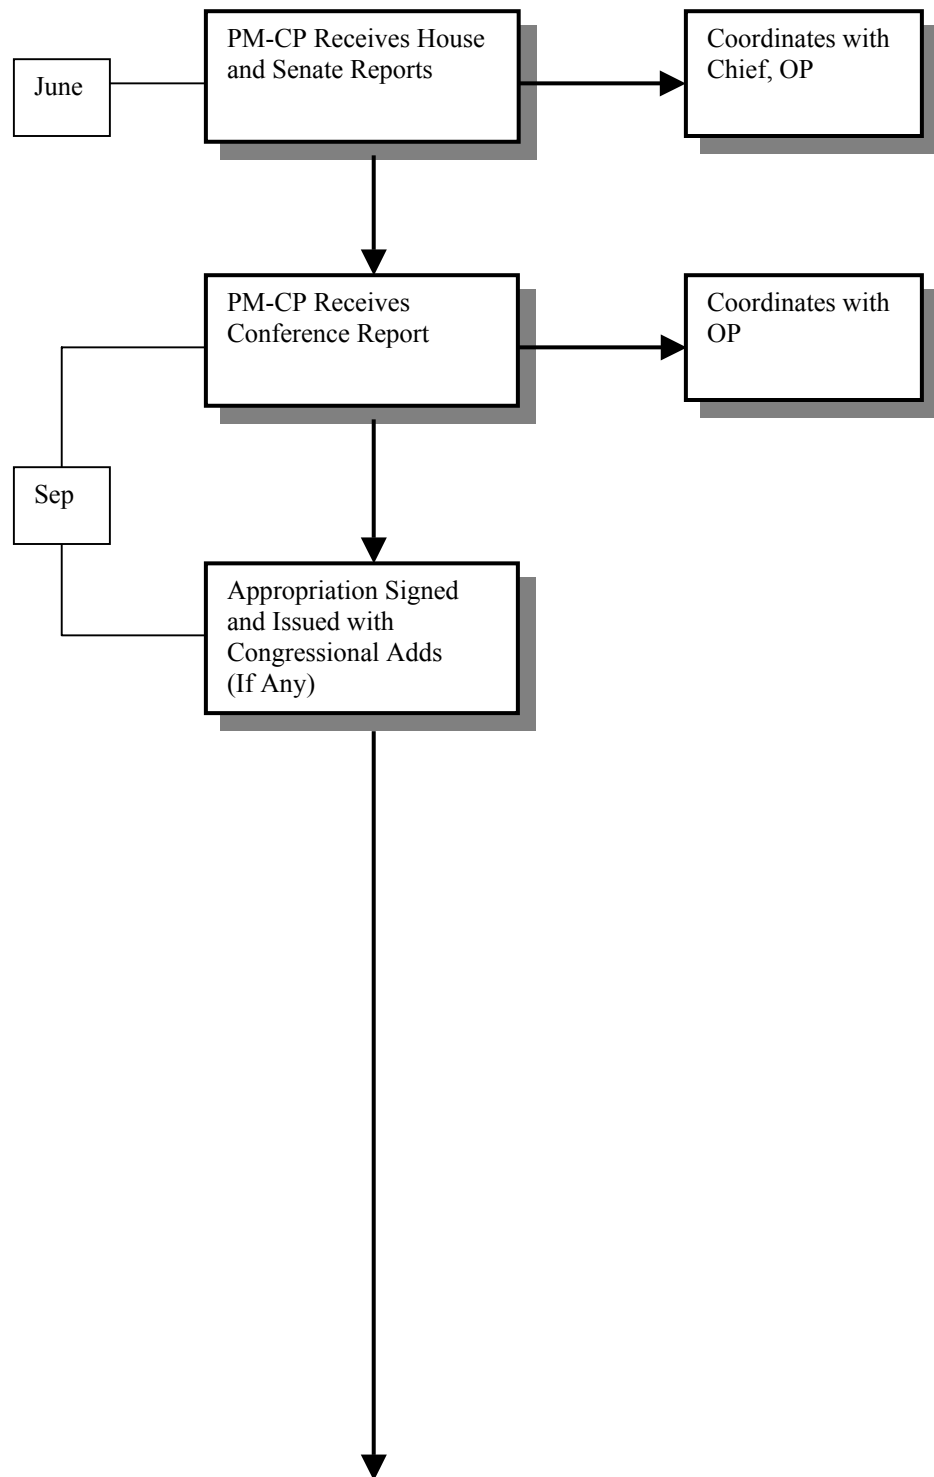 PM-CP Receives House
and Senate Reports
Coordinates with
Chief, OP
June
PM-CP Receives
Conference Report
Coordinates with
OP
Sep
Appropriation Signed
and Issued with
Congressional Adds
(If Any)